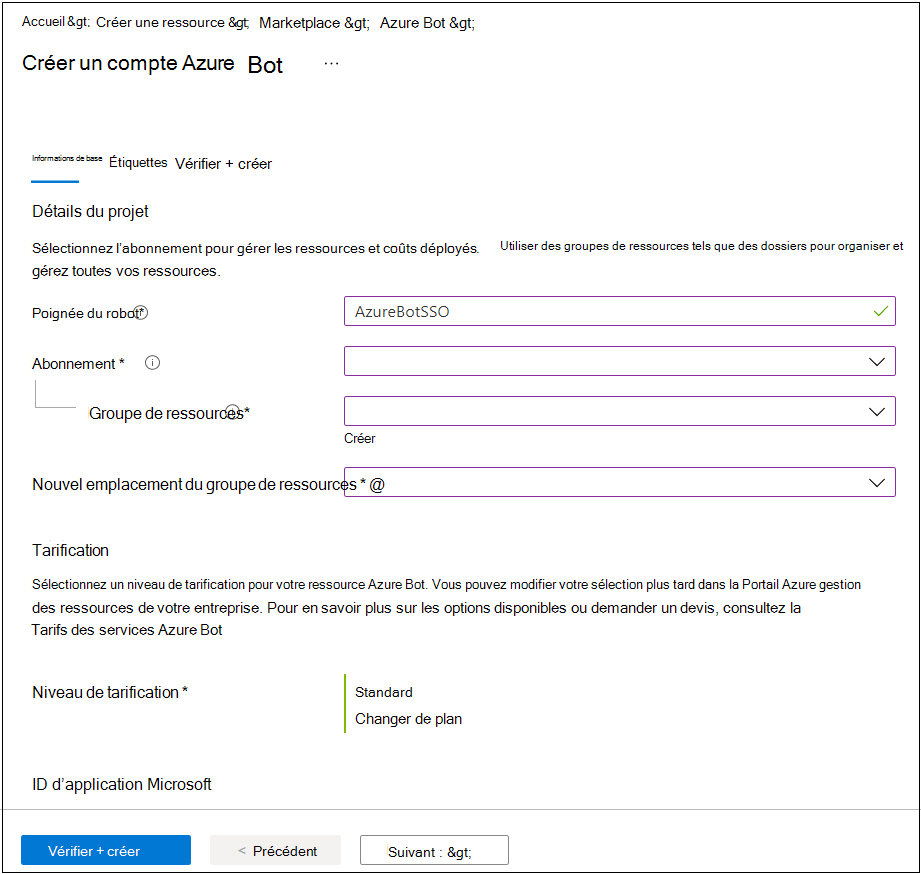 Accueil &gt; Créer une ressource &gt; Marketplace &gt; Azure Bot &gt;
Créer un compte Azure Bot ...
Informations de base Étiquettes Vérifier + créer
Détails du projet
Sélectionnez l’abonnement pour gérer les ressources et coûts déployés. Utiliser des groupes de ressources tels que des dossiers pour organiser et
gérez toutes vos ressources.
Poignée du robot* AzureBotSSO
Abonnement *
Groupe de ressources*
Créer
Nouvel emplacement du groupe de ressources * @
Tarification
Sélectionnez un niveau de tarification pour votre ressource Azure Bot. Vous pouvez modifier votre sélection plus tard dans la Portail Azure gestion
des ressources de votre entreprise. Pour en savoir plus sur les options disponibles ou demander un devis, consultez la
Tarifs des services Azure Bot
Niveau de tarification * Standard
Changer de plan
ID d’application Microsoft
Vérifier + créer < Précédent Suivant : &gt;